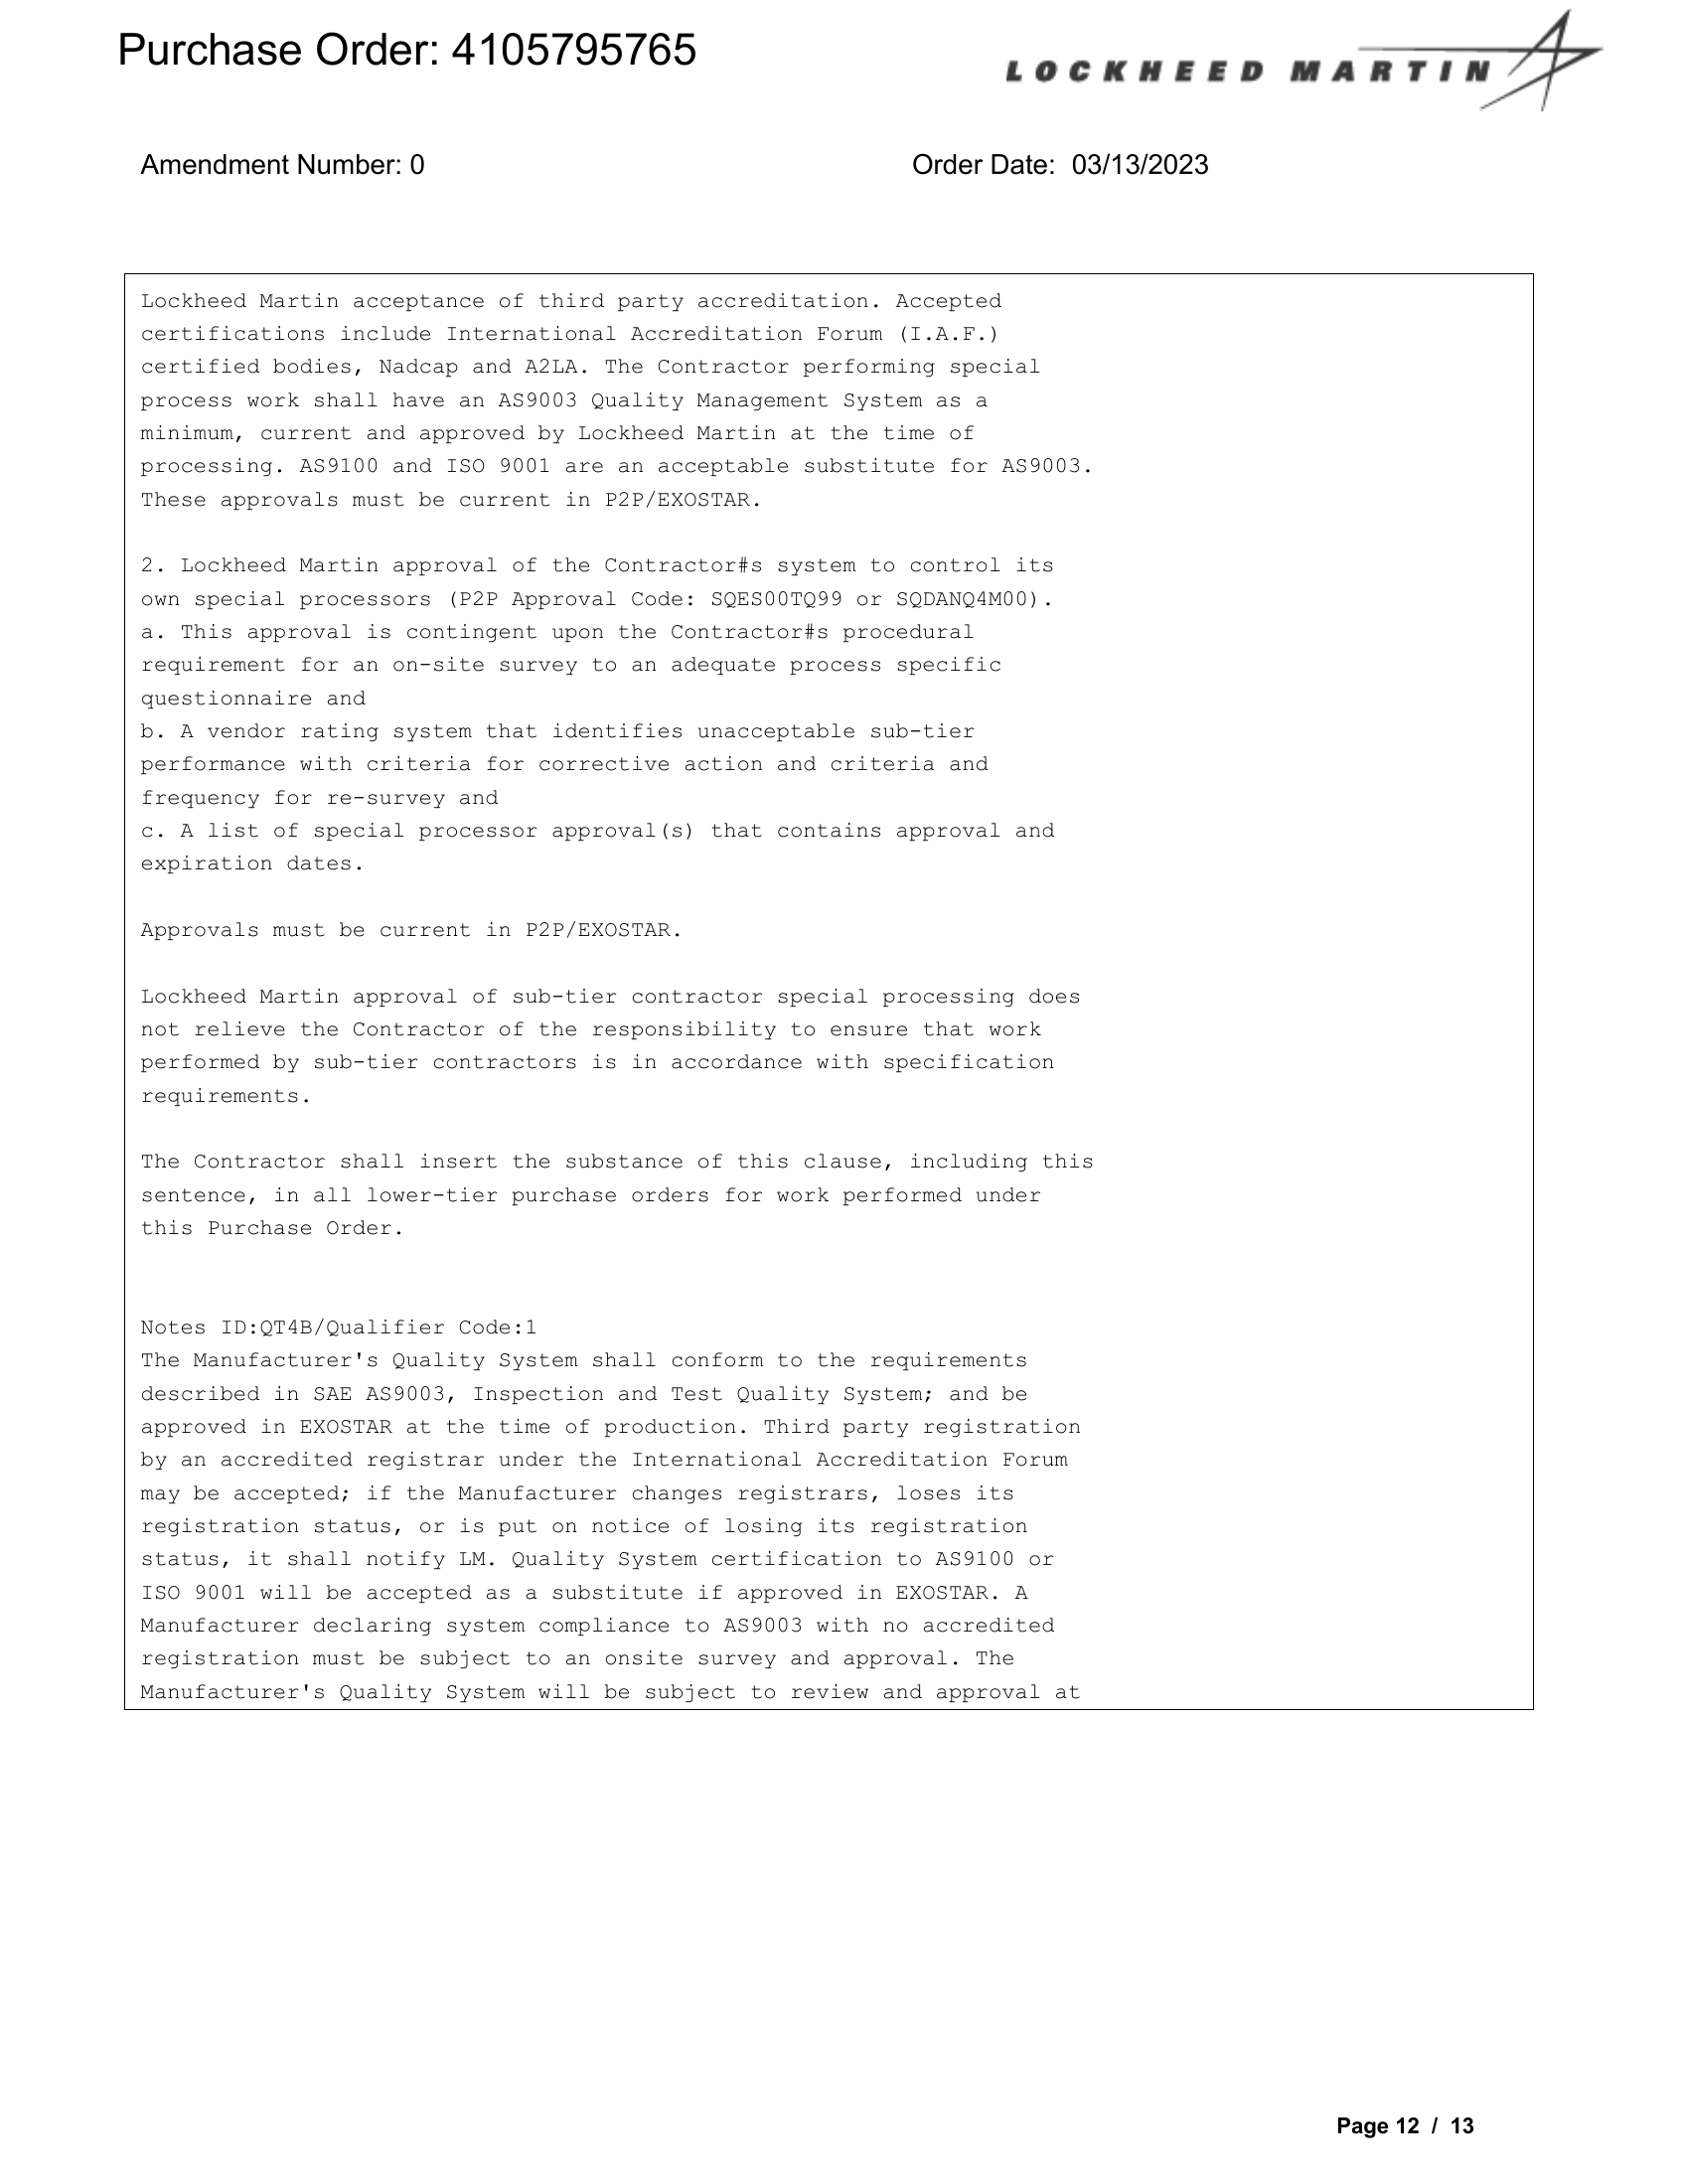 Purchase Order: 4105795765
LOCKHEED MARTIN
Amendment Number: 0
Order Date: 03/13/2023
Lockheed Martin acceptance of third party accreditation. Accepted
certifications include International Accreditation Forum (I.A.F.)
certified bodies, Nadcap and A2LA. The Contractor performing special
process work shall have an AS9003 Quality Management System as a
minimum, current and approved by Lockheed Martin at the time of
processing. AS9100 and ISO 9001 are an acceptable substitute for AS9003.
These approvals must be current in P2P/EXOSTAR.
2. Lockheed Martin approval of the Contractor#s system to control its
own special processors (P2P Approval Code: SQES00TQ99 or SQDANQ4M00).
a. This approval is contingent upon the Contractor#s procedural
requirement for an on-site survey to an adequate process specific
questionnaire and
b. A vendor rating system that identifies unacceptable sub-tier
performance with criteria for corrective action and criteria and
frequency for re-survey and
c. A list of special processor approval(s) that contains approval and
expiration dates.
Approvals must be current in P2P/EXOSTAR.
Lockheed Martin approval of sub-tier contractor special processing does
not relieve the Contractor of the responsibility to ensure that work
performed by sub-tier contractors is in accordance with specification
requirements.
The Contractor shall insert the substance of this clause, including this
sentence, in all lower-tier purchase orders for work performed under
this Purchase Order.
Notes ID:QT4B/Qualifier Code:1
The Manufacturer's Quality System shall conform to the requirements
described in SAE AS9003, Inspection and Test Quality System; and be
approved in EXOSTAR at the time of production. Third party registration
by an accredited registrar under the International Accreditation Forum
may be accepted; if the Manufacturer changes registrars, loses its
registration status, or is put on notice of losing its registration
status, it shall notify LM. Quality System certification to AS9100 or
ISO 9001 will be accepted as a substitute if approved in EXOSTAR. A
Manufacturer declaring system compliance to AS9003 with no accredited
registration must be subject to an onsite survey and approval. The
Manufacturer's Quality System will be subject to review and approval at
Page 12 / 13